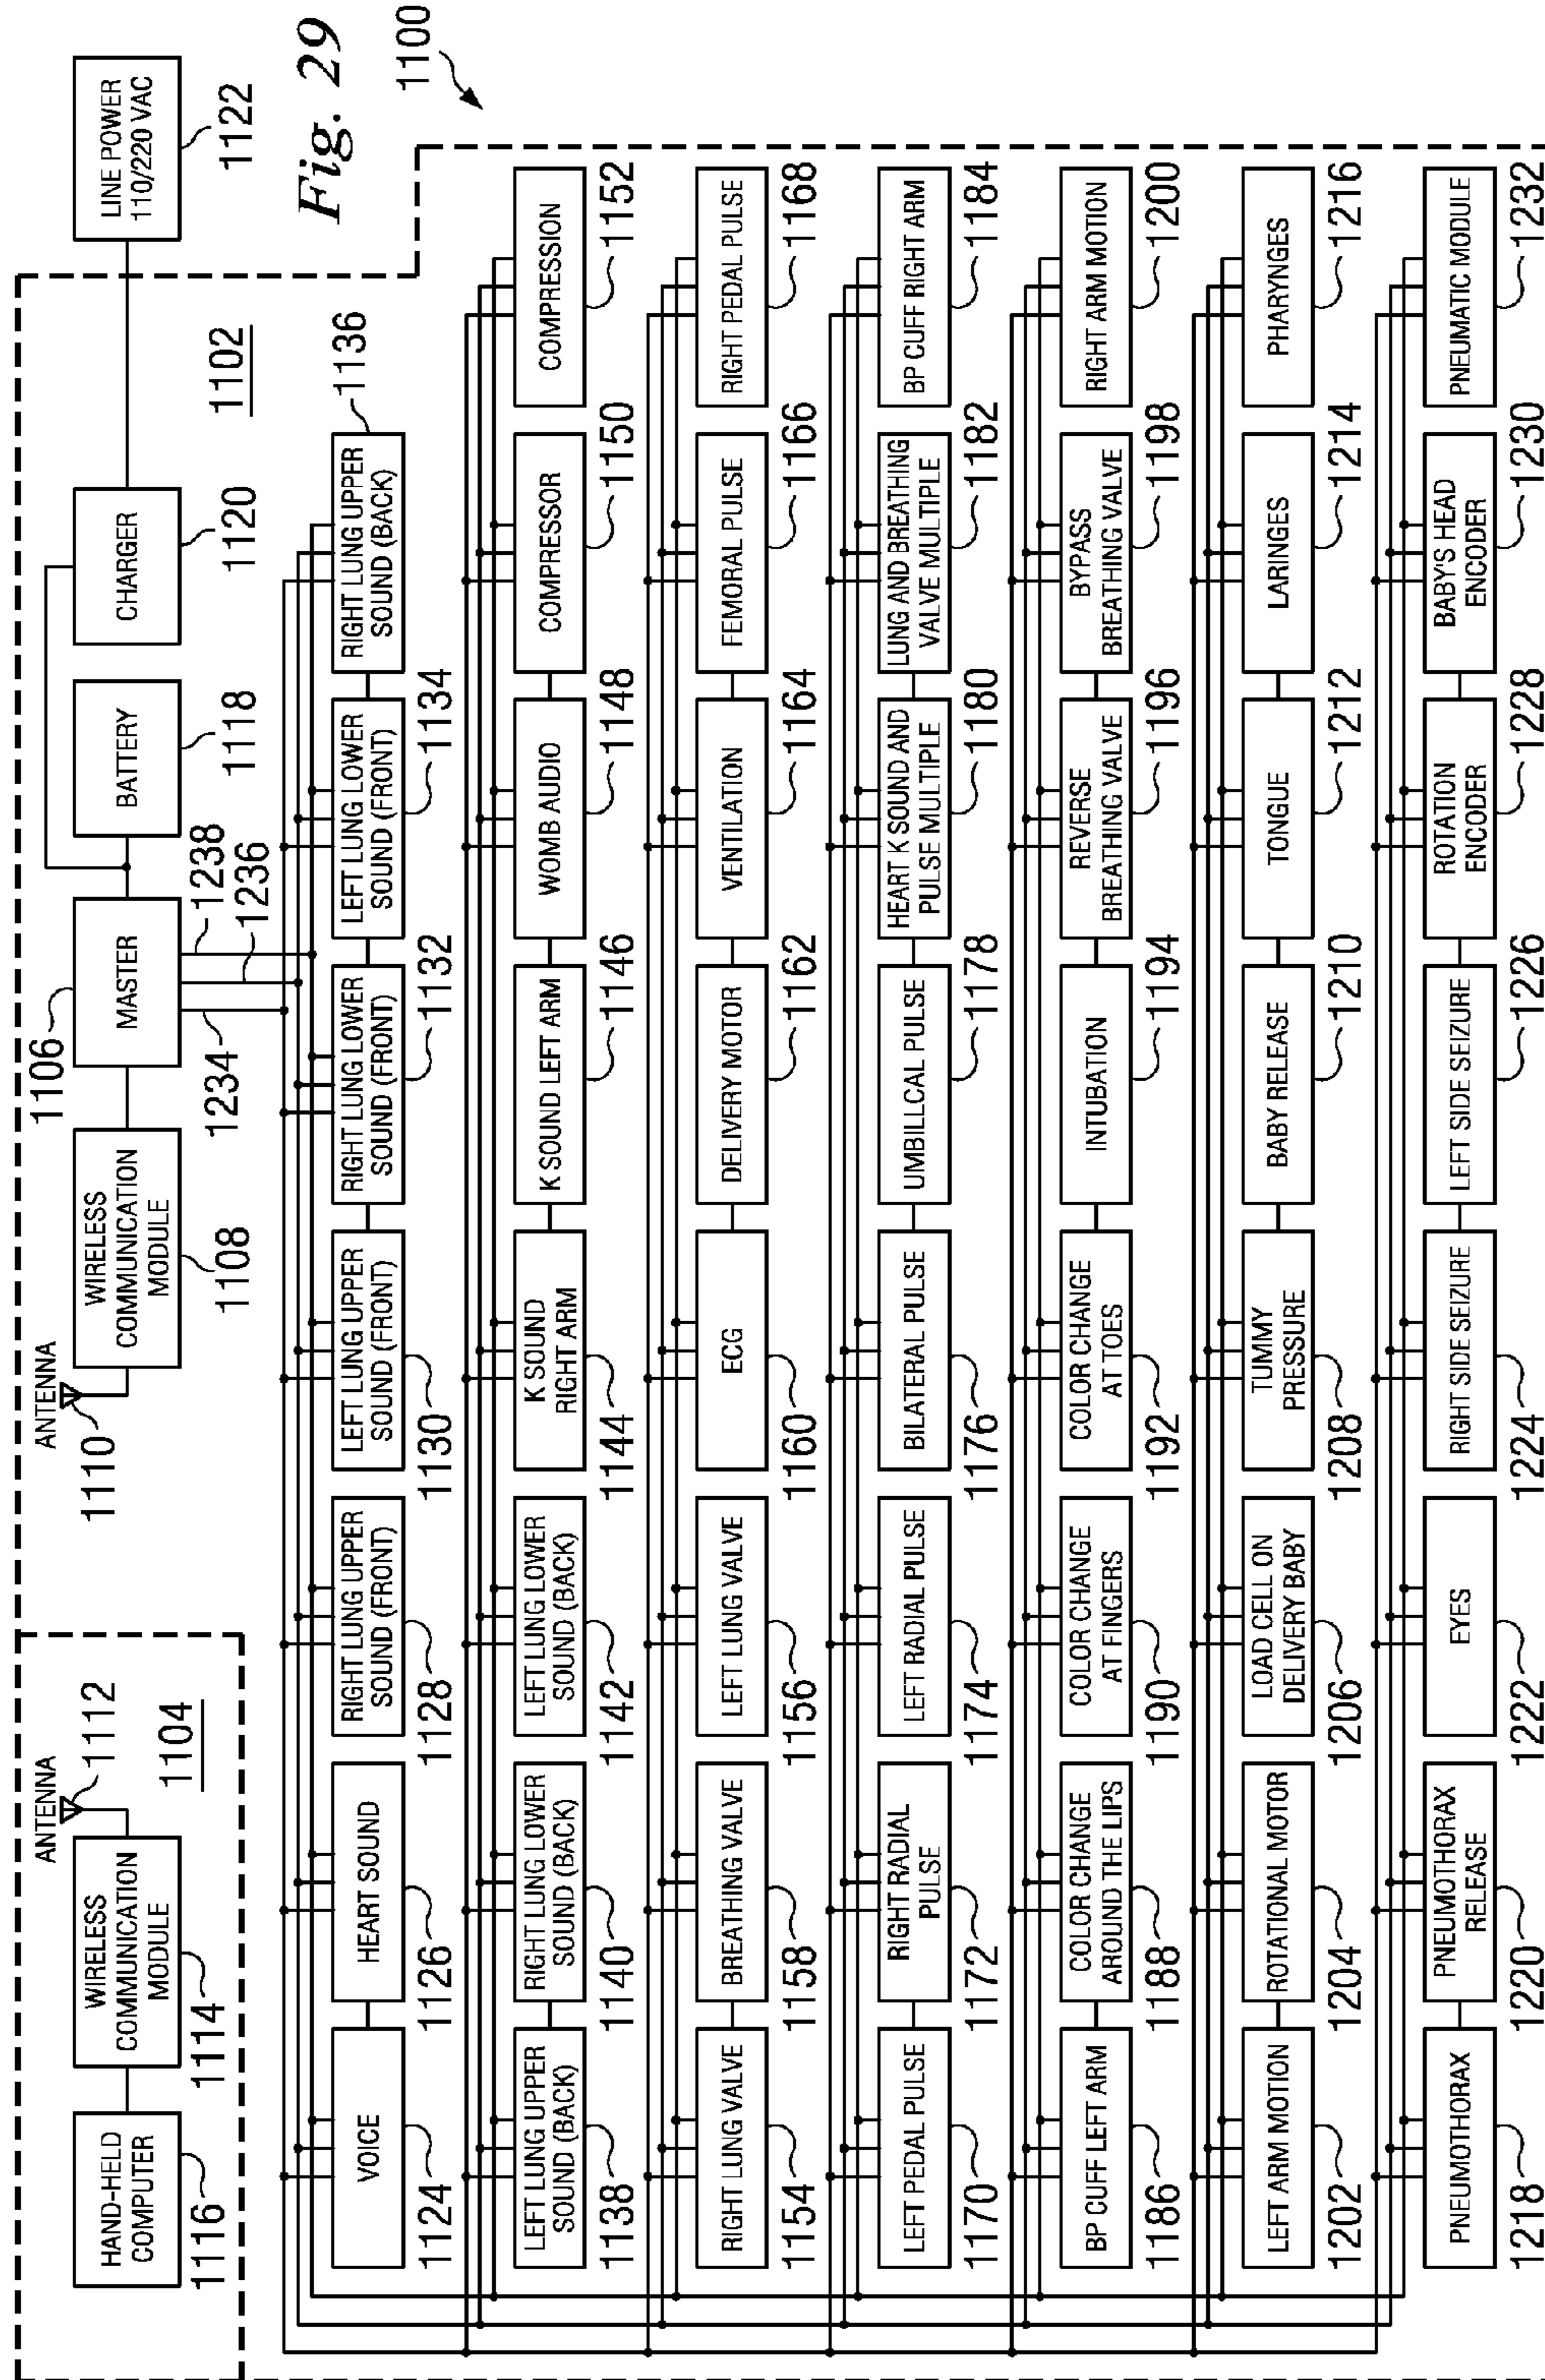 HAND-HELD
COMPUTER
1116
WIRELESS
COMMUNICATION
MODULE
1114
ANTENNA
1112
1104
ANTENNA
1110
WIRELESS
COMMUNICATION
MODULE
1108
MASTER
1106
BATTERY
1118
CHARGER
1120
LINE POWER
110/220 VAC
1122
1102
Fig. 29
1100
1234
1236
1238
VOICE
1124
HEART SOUND
1126
RIGHT LUNG UPPER
SOUND (FRONT)
1128
LEFT LUNG UPPER
SOUND (FRONT)
1130
RIGHT LUNG LOWER
SOUND (FRONT)
1132
LEFT LUNG LOWER
SOUND (FRONT)
1134
RIGHT LUNG UPPER
SOUND (BACK)
1136
LEFT LUNG UPPER
SOUND (BACK)
1138
RIGHT LUNG LOWER
SOUND (BACK)
1140
LEFT LUNG LOWER
SOUND (BACK)
1142
K SOUND
RIGHT ARM
1144
K SOUND LEFT ARM
1146
WOMB AUDIO
1148
COMPRESSOR
1150
COMPRESSION
1152
RIGHT LUNG VALVE
1154
BREATHING VALVE
1158
LEFT LUNG VALVE
1156
ECG
1160
DELIVERY MOTOR
1162
VENTILATION
1164
FEMORAL PULSE
1166
RIGHT PEDAL PULSE
1168
LEFT PEDAL PULSE
1170
RIGHT RADIAL
PULSE
1172
LEFT RADIAL PULSE
1174
BILATERAL PULSE
1176
UMBILLCAL PULSE
1178
HEART K SOUND AND
PULSE MULTIPLE
1180
LUNG AND BREATHING
VALVE MULTIPLE
1182
BP CUFF RIGHT ARM
1184
BP CUFF LEFT ARM
1186
COLOR CHANGE
AROUND THE LIPS
1188
COLOR CHANGE
AT FINGERS
1190
COLOR CHANGE
AT TOES
1192
INTUBATION
1194
REVERSE
BREATHING VALVE
1196
BYPASS
BREATHING VALVE
1198
RIGHT ARM MOTION
1200
LEFT ARM MOTION
1202
ROTATIONAL MOTOR
1204
LOAD CELL ON
DELIVERY BABY
1206
TUMMY
PRESSURE
1208
BABY RELEASE
1210
TONGUE
1212
LARINGES
1214
PHARYNGES
1216
PNEUMOTHORAX
1218
PNEUMOTHORAX
RELEASE
1220
EYES
1222
RIGHT SIDE SEIZURE
1224
LEFT SIDE SEIZURE
1226
ROTATION
ENCODER
1228
BABY'S HEAD
ENCODER
1230
PNEUMATIC MODULE
1232